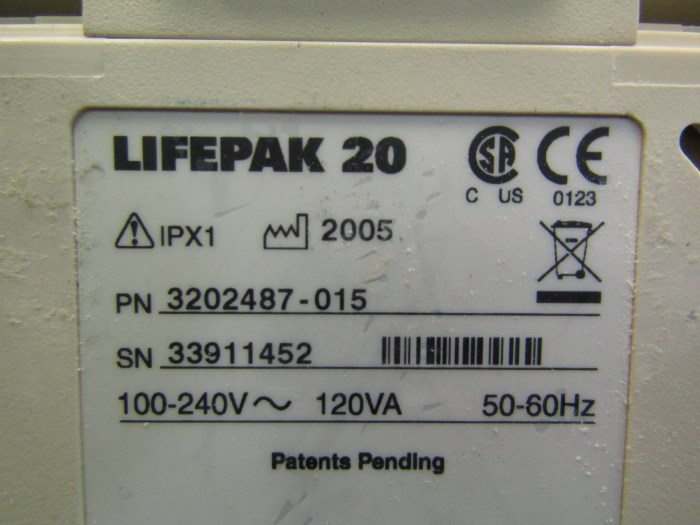 LIFEPAK 20
SA
CE
C US
0123
IPX1
2005
PN 3202487-015
SN 33911452
100-240V~ 120VA 50-60Hz
Patents Pending